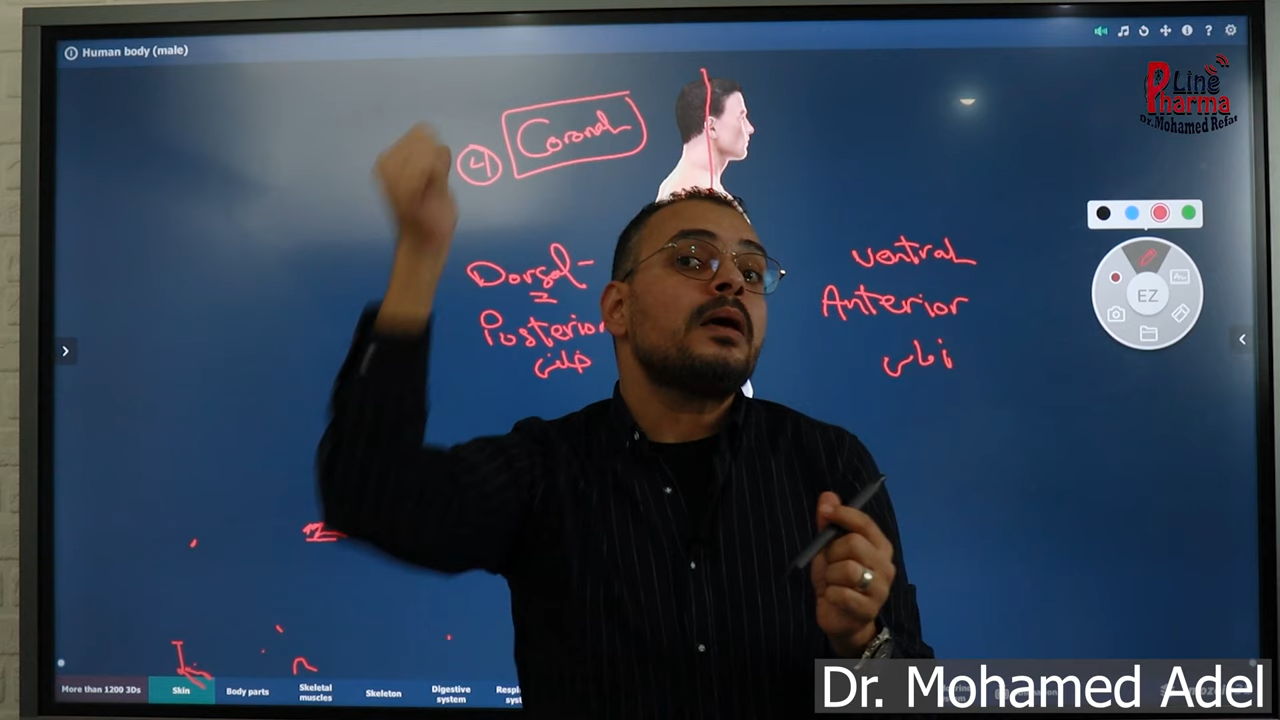 Human body (male)
Line
Pharma
Dr.Mohamed Refat
4 Coronal
Dorsal
ventral
Posterior
Anterior
خلفي
أمامي
EZ
More than 1200 3Ds
Skin
Body parts
Skeletal
muscles
Skeleton
Digestive
system
Dr. Mohamed Adel